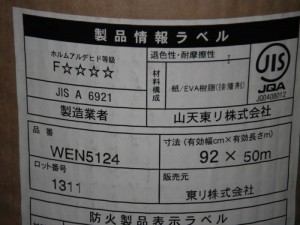 製品情報ラベル
ホルムアルデヒド等級
F☆☆☆☆
JIS A 6921
製造業者
退色性・耐摩擦性
材料構成
紙/EVA樹脂(接着剤)
山天東リ株式会社
JIS
JQA
JQ0408012
品番
WEN5124
ロット番号
1311
寸法(有効幅cm×有効長さm)
92 × 50m
販売元
東リ株式会社
防火製品表示ラベル